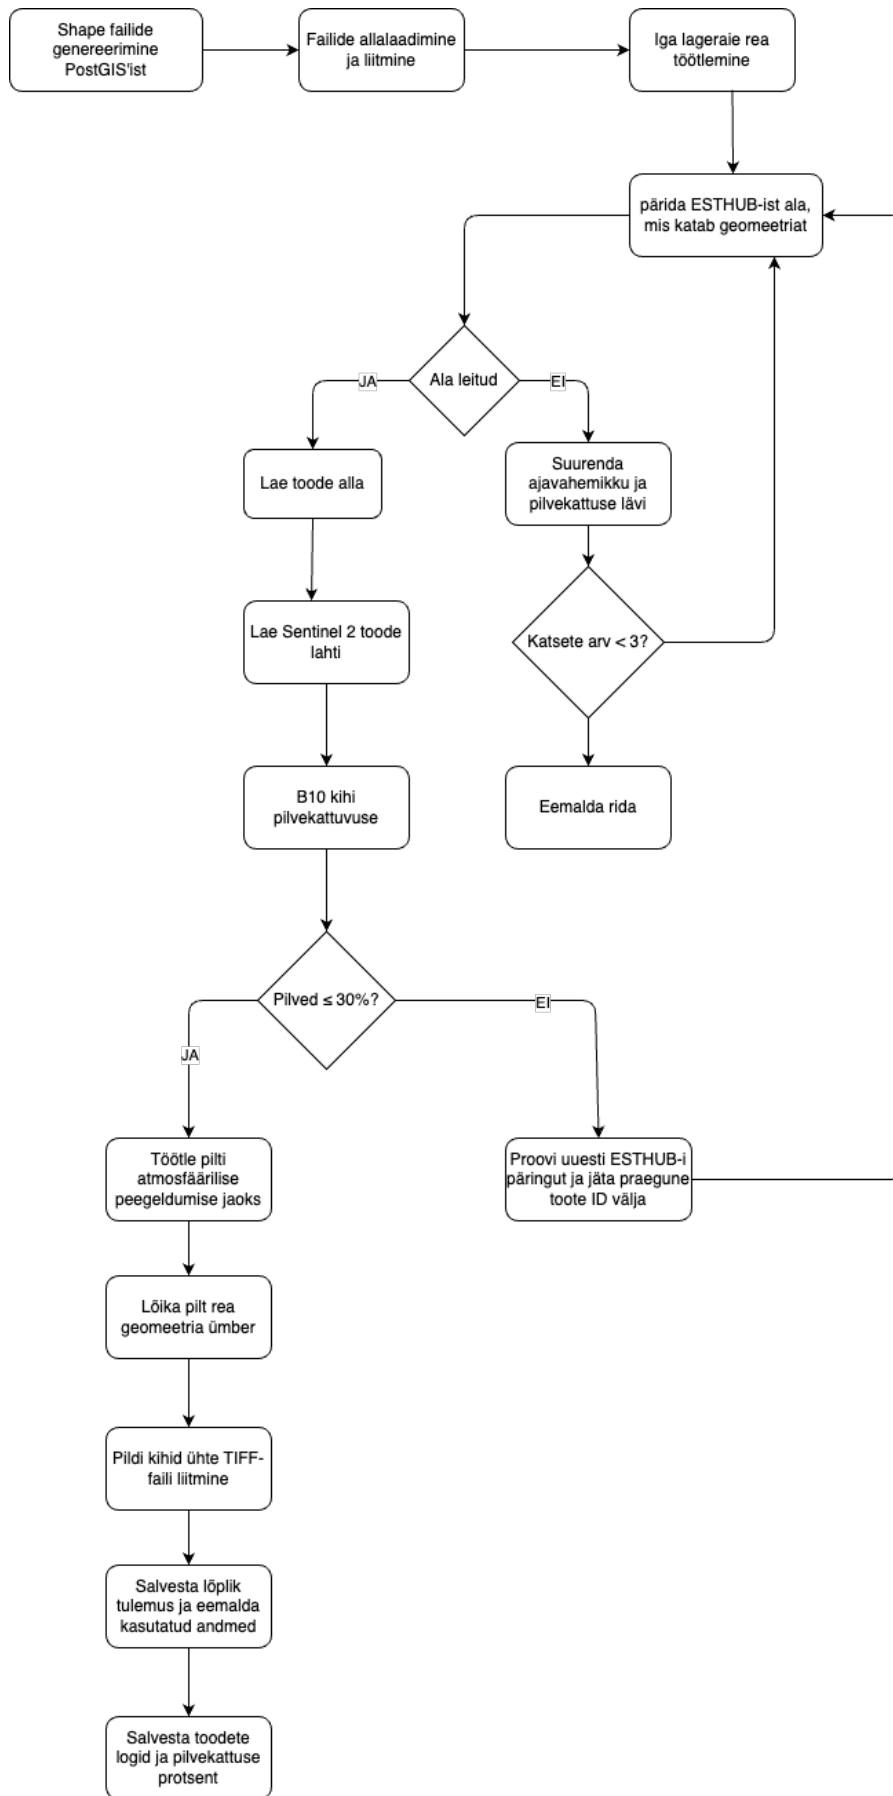 Shape failide
genereerimine
PostGIS'ist
Failide allalaadimine
ja liitmine
Iga lageraie rea
töötlemine
pärida ESTHUB-ist ala,
mis katab geomeetriat
Ala leitud
JA
EI
Lae toode alla
Suurenda
ajavahemikku ja
pilvekattuse lävi
Lae Sentinel 2 toode
lahti
Katsete arv < 3?
B10 kihi
pilvekattuvuse
Eemalda rida
Pilved ≤ 30%?
EI
JA
Töötle pilti
atmosfäärilise
peegeldumise jaoks
Proovi uuesti ESTHUB-i
päringut ja jäta praegune
toote ID välja
Lõika pilt rea
geomeetria ümber
Pildi kihid ühte TIFF-
faili liitmine
Salvesta lõplik
tulemus ja eemalda
kasutatud andmed
Salvesta toodete
logid ja pilvekattuse
protsent